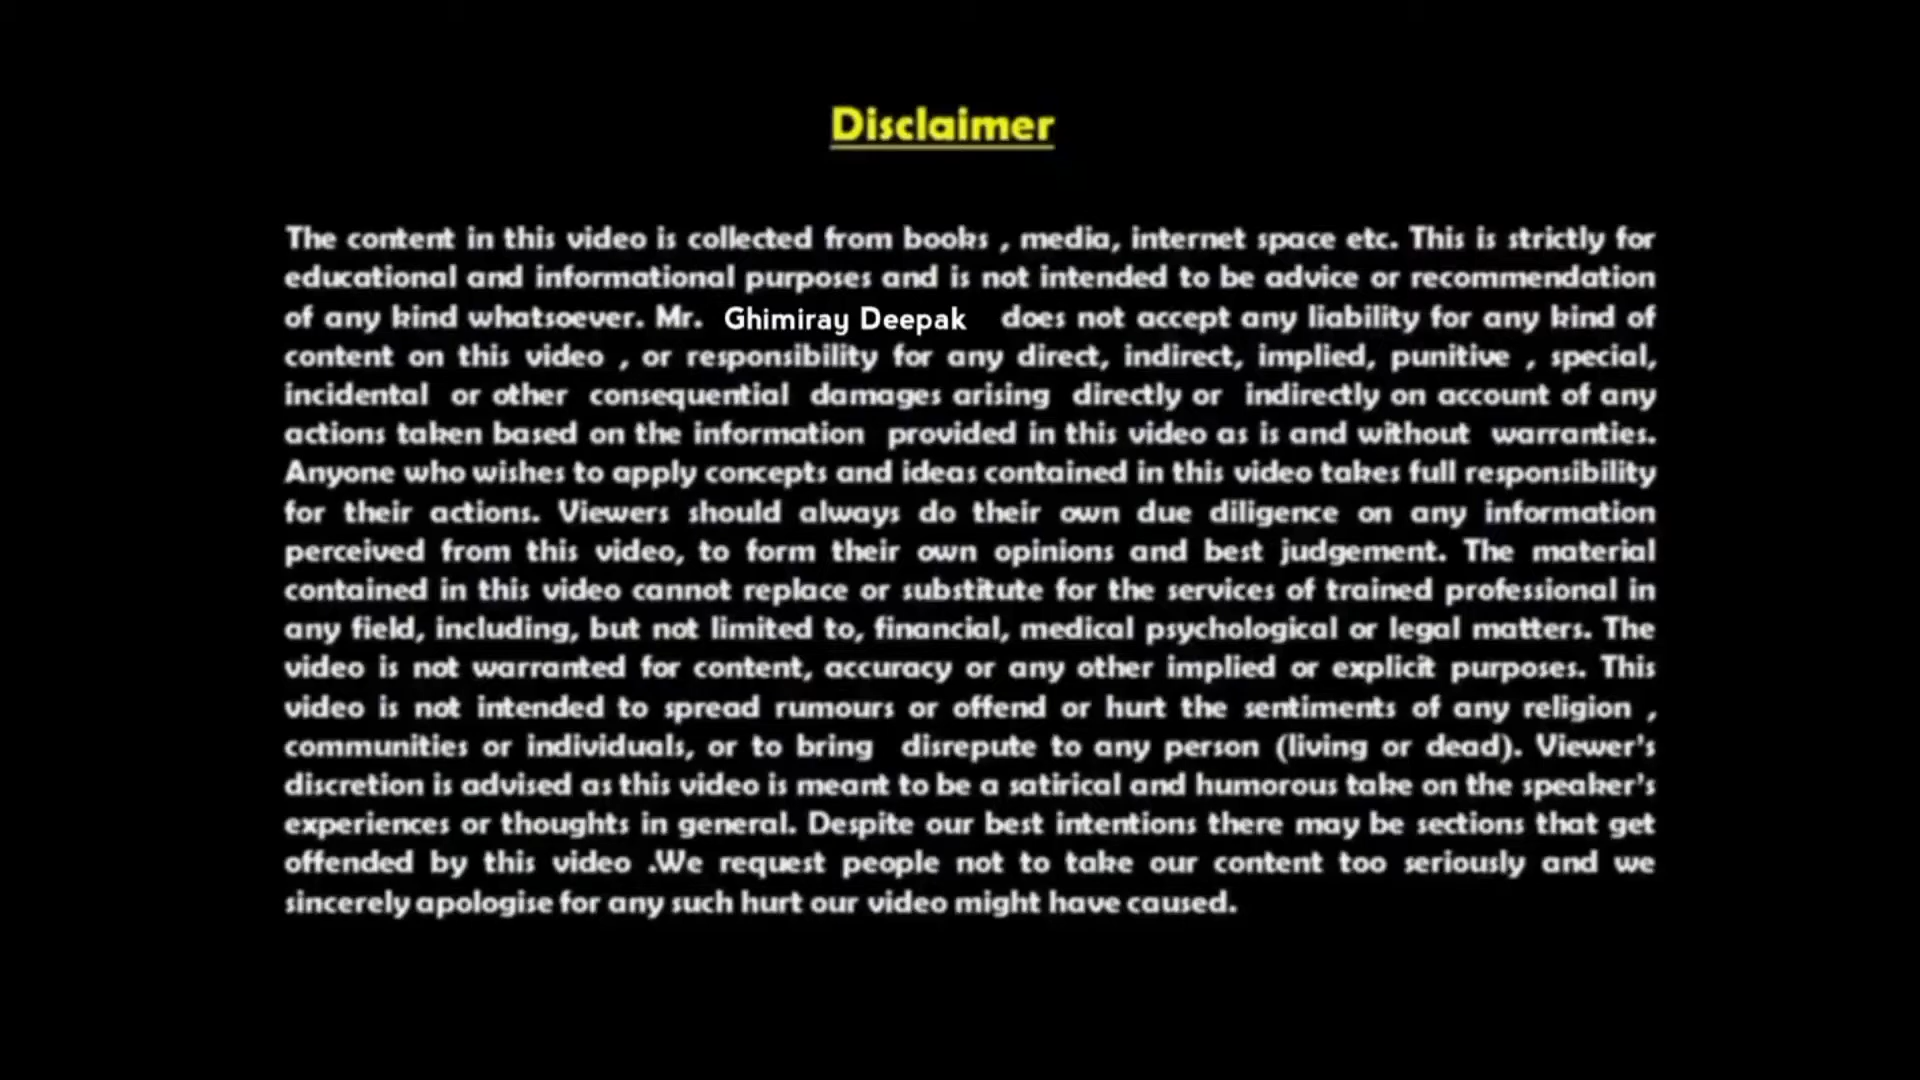 Disclaimer
The content in this video is collected from books , media, internet space etc. This is strictly for
educational and informational purposes and is not intended to be advice or recommendation
of any kind whatsoever. Mr. Ghimiray Deepak does not accept any liability for any kind of
content on this video , or responsibility for any direct, indirect, implied, punitive , special,
incidental or other consequential damages arising directly or indirectly on account of any
actions taken based on the information provided in this video as is and without warranties.
Anyone who wishes to apply concepts and ideas contained in this video takes full responsibility
for their actions. Viewers should always do their own due diligence on any information
perceived from this video, to form their own opinions and best judgement. The material
contained in this video cannot replace or substitute for the services of trained professional in
any field, including, but not limited to, financial, medical psychological or legal matters. The
video is not warranted for content, accuracy or any other implied or explicit purposes. This
video is not intended to spread rumours or offend or hurt the sentiments of any religion ,
communities or individuals, or to bring disrepute to any person (living or dead). Viewer's
discretion is advised as this video is meant to be a satirical and humorous take on the speaker's
experiences or thoughts in general. Despite our best intentions there may be sections that get
offended by this video .We request people not to take our content too seriously and we
sincerely apologise for any such hurt our video might have caused.